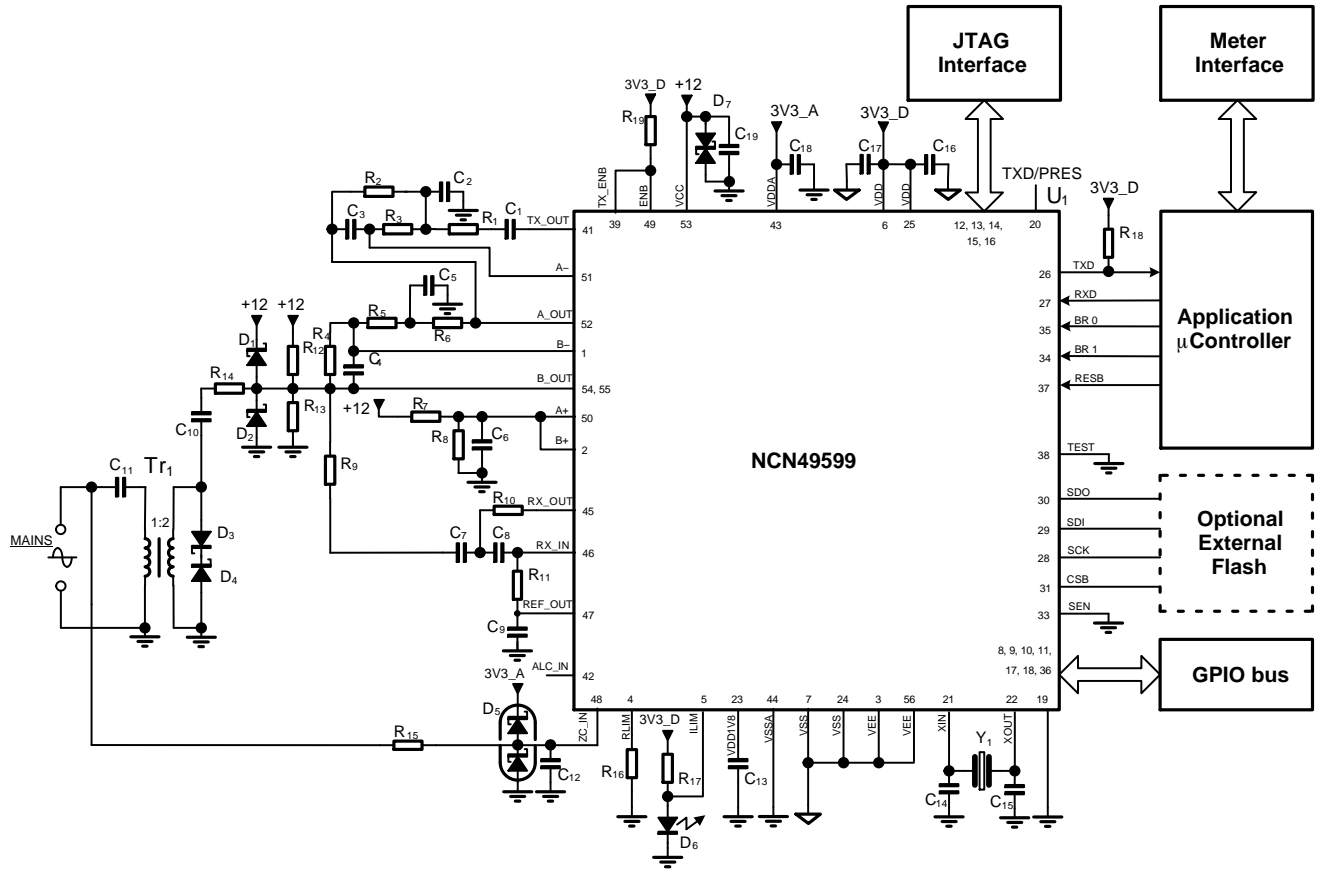 JTAG
Interface
Meter
Interface
3V3_D
+12
D7
R19
C19
3V3_A
C18
3V3_D
C17
C16
TXD/PRES
U1
3V3_D
R18
TX_ENB
ENB
VCC
VDDA
VDD
VDD
39
49
53
43
6
25
12, 13, 14,
15, 16
20
R2
C2
C3
R3
R1
C1
TX_OUT
41
A−
51
C5
R5
R6
A_OUT
52
+12
+12
D1
R12
R4
C4
B−
1
R14
B_OUT
54, 55
D2
R13
+12
R7
A+
50
R8
C6
B+
2
C10
R9
NCN49599
C11
Tr1
1:2
MAINS
D3
D4
R10
RX_OUT
45
C7
C8
RX_IN
46
R11
REF_OUT
47
C9
ALC_IN
42
26
TXD
27
RXD
35
BR 0
34
BR 1
37
RESB
Application
μController
38
TEST
30
SDO
29
SDI
28
SCK
31
CSB
33
SEN
Optional
External
Flash
8, 9, 10, 11,
17, 18, 36
GPIO bus
3V3_A
D5
R15
C12
48
4
5
23
44
7
24
3
56
21
22
19
ZC_IN
RLIM
ILIM
VDD1V8
VSSA
VSS
VSS
VEE
VEE
XIN
XOUT
3V3_D
R16
R17
D6
C13
Y1
C14
C15